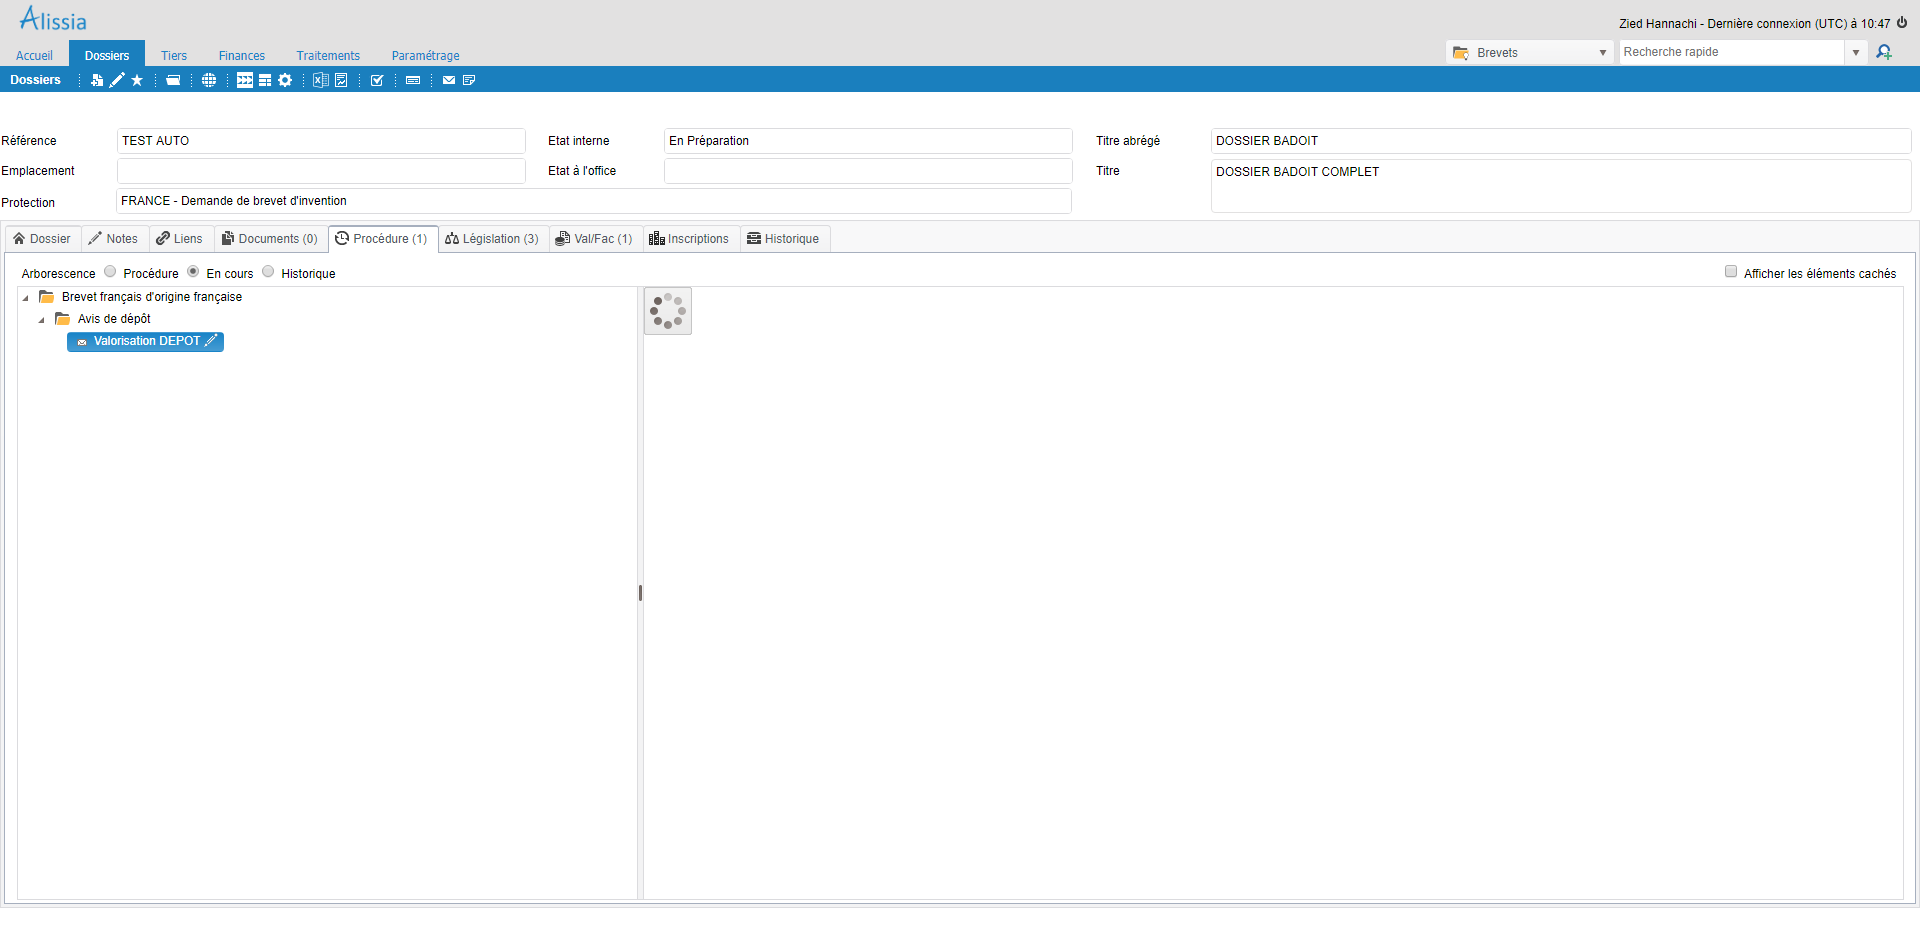 Alissia
Zied Hannachi - Dernière connexion (UTC) à 10:47
Accueil Dossiers Tiers Finances Traitements Paramétrage
Brevets Recherche rapide
Dossiers
Référence TEST AUTO Etat interne En Préparation Titre abrégé DOSSIER BADOIT
Emplacement Etat à l'office Titre DOSSIER BADOIT COMPLET
Protection FRANCE - Demande de brevet d'invention
Dossier Notes Liens Documents (0) Procédure (1) Législation (3) Val/Fac (1) Inscriptions Historique
Arborescence Procédure En cours Historique Afficher les éléments cachés
Brevet français d'origine française
Avis de dépôt
Valorisation DEPOT